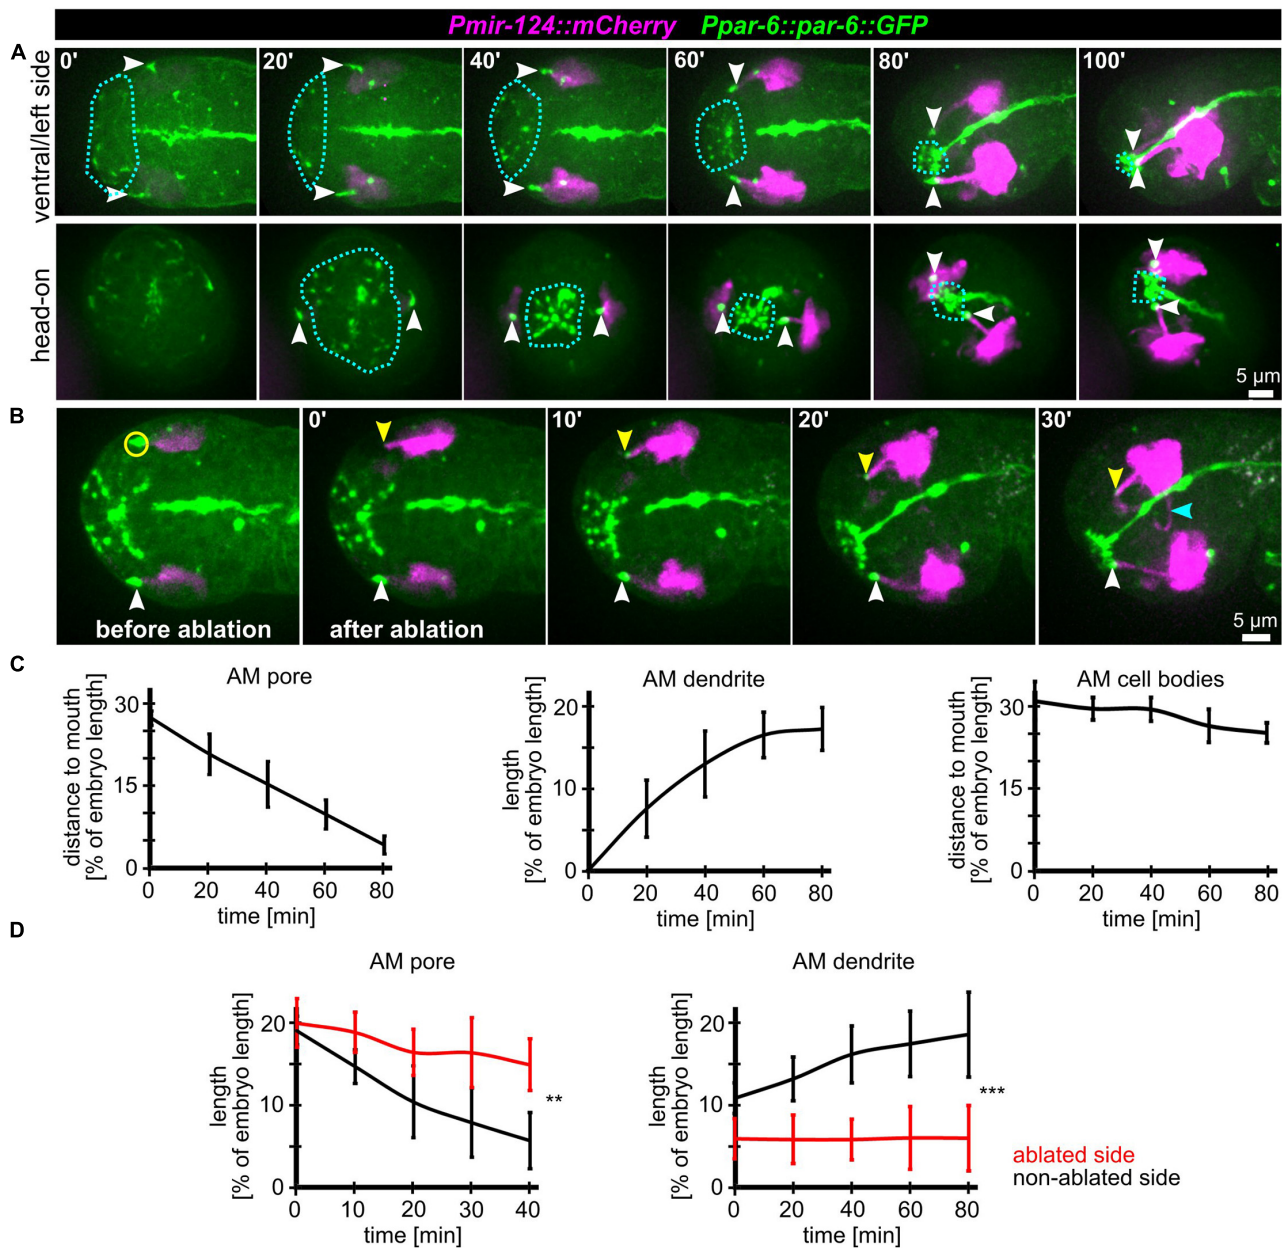 Pmir-124::mCherry Ppar-6::par-6::GFP
A
ventral/left side
0' 20' 40' 60' 80' 100'
head-on
5 µm
B
0' 10' 20' 30'
before ablation
after ablation
5 µm
C
AM pore
distance to mouth
[% of embryo length]
30
15
0
0 20 40 60 80
time [min]
AM dendrite
length
[% of embryo length]
20
10
0
0 20 40 60 80
time [min]
AM cell bodies
distance to mouth
[% of embryo length]
30
15
0
0 20 40 60 80
time [min]
D
AM pore
length
[% of embryo length]
20
10
0
0 10 20 30 40
time [min]
**
AM dendrite
length
[% of embryo length]
20
10
0
0 20 40 60 80
time [min]
***
ablated side
non-ablated side